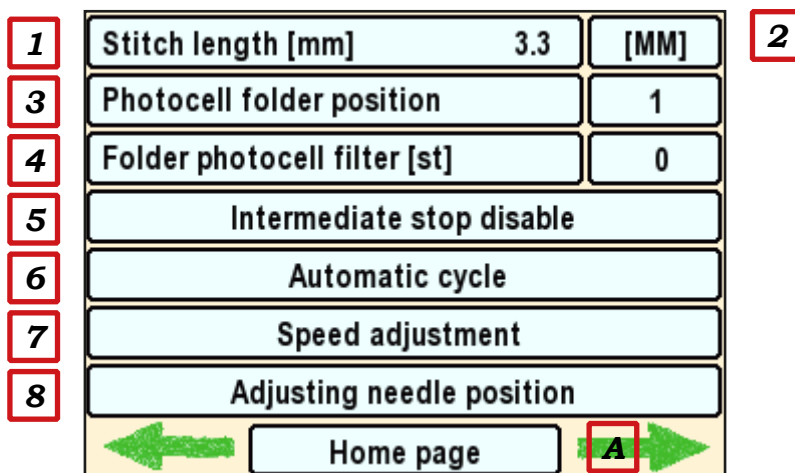 1 Stitch length [mm] 3.3 [MM] 2
3 Photocell folder position 1
4 Folder photocell filter [st] 0
5 Intermediate stop disable
6 Automatic cycle
7 Speed adjustment
8 Adjusting needle position
Home page A